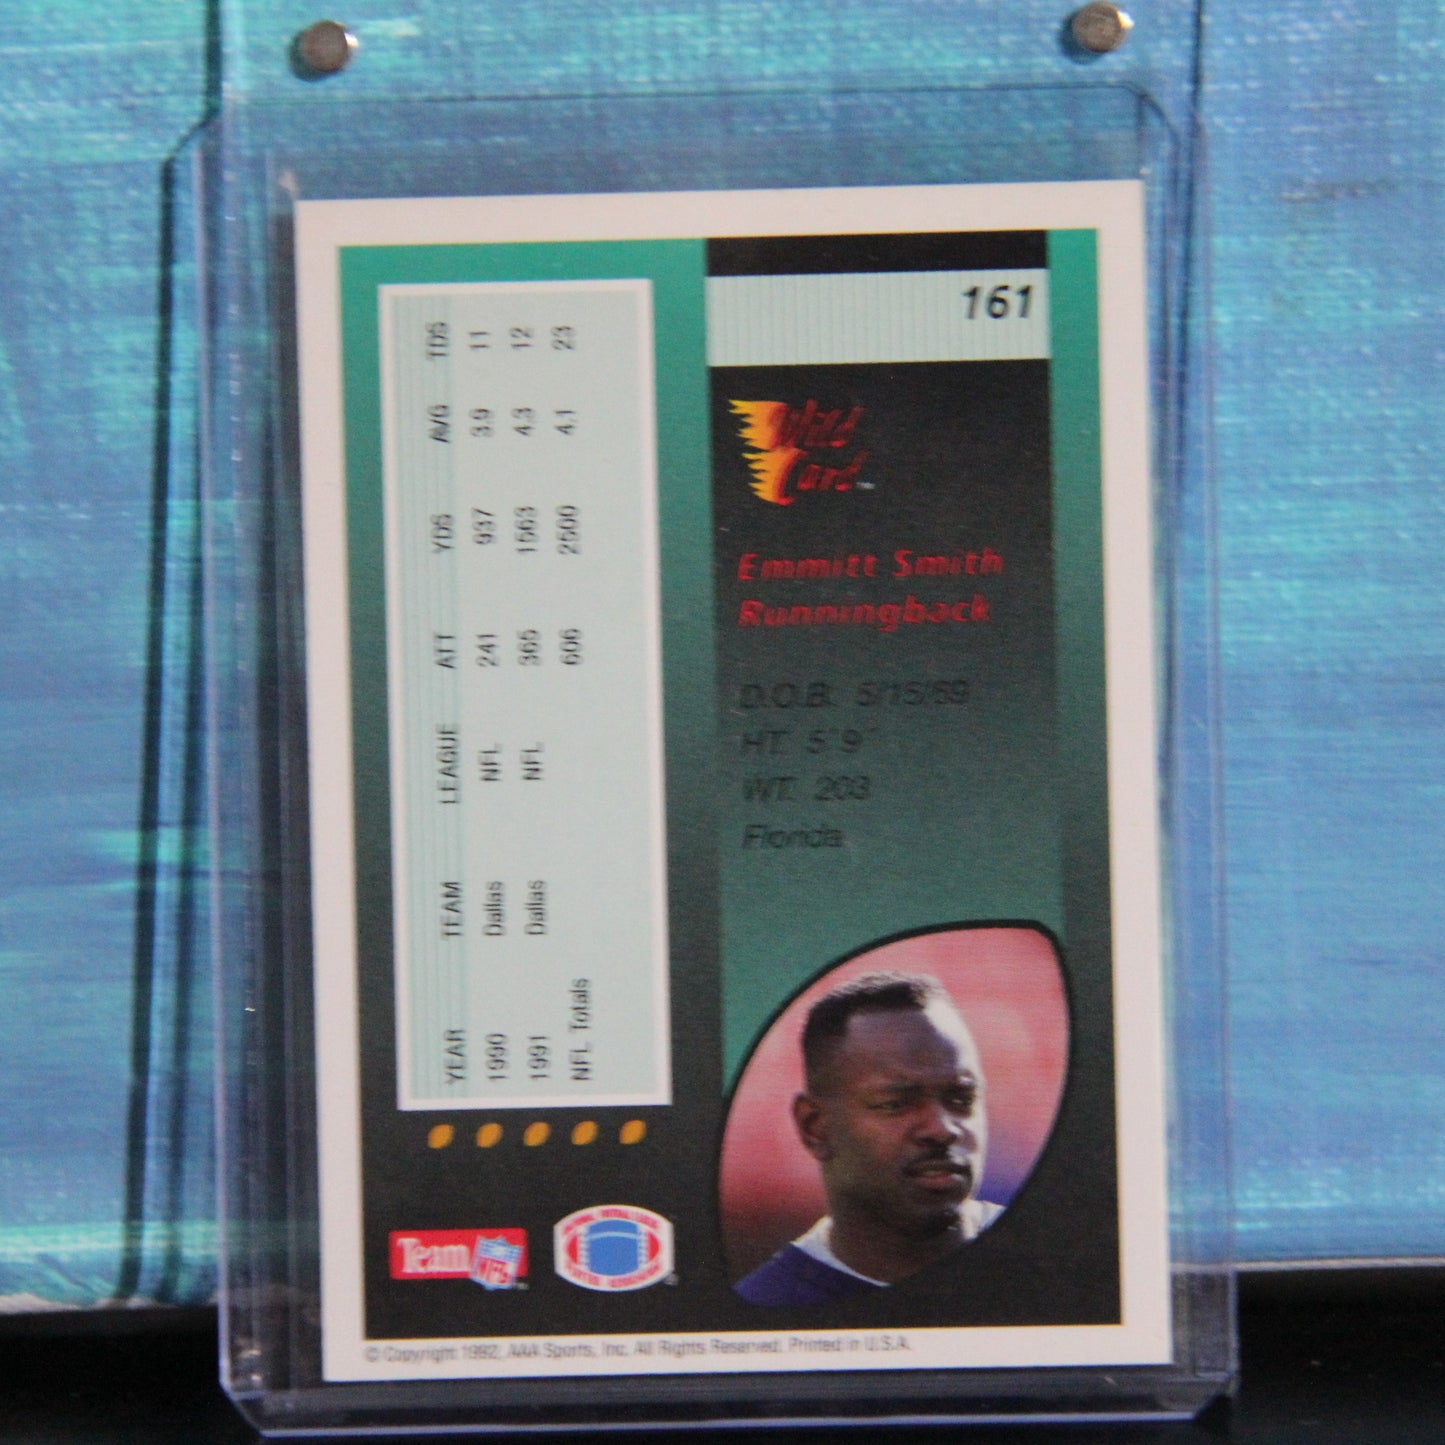 161
Wild
Card™
Emmitt Smith
Runningback
D.O.B. 5/15/69
HT. 5' 9"
WT. 203
Florida
YEAR TEAM LEAGUE ATT YDS AVG TDS
1990 Dallas NFL 241 937 3.9 11
1991 Dallas NFL 365 1563 4.3 12
NFL Totals 606 2500 4.1 23
Team NFL™
© Copyright 1992, AAA Sports, Inc. All Rights Reserved. Printed in U.S.A.